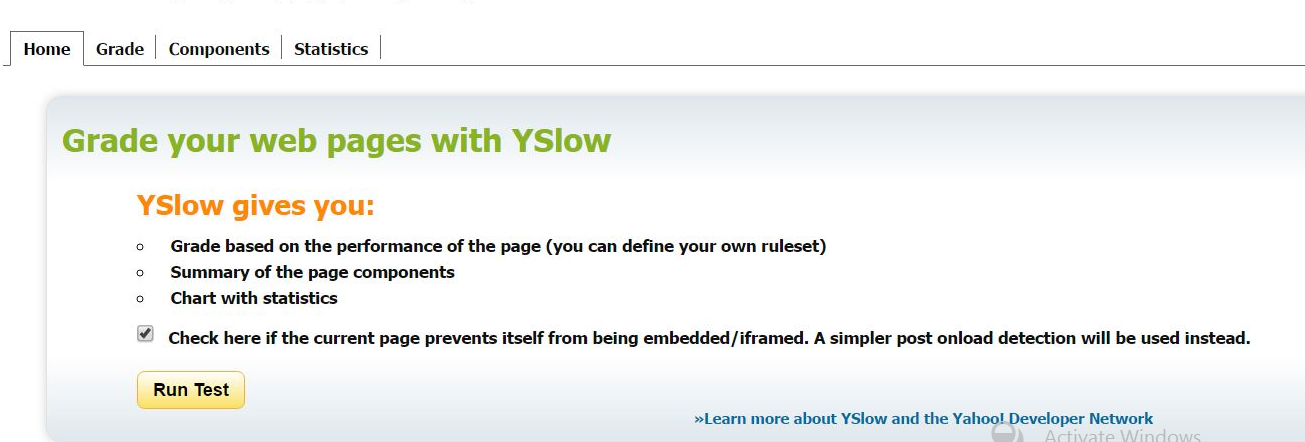 Home Grade Components Statistics
Grade your web pages with YSlow
YSlow gives you:
Grade based on the performance of the page (you can define your own ruleset)
Summary of the page components
Chart with statistics
Check here if the current page prevents itself from being embedded/iframed. A simpler post onload detection will be used instead.
Run Test
»Learn more about YSlow and the Yahoo! Developer Network
Activate Windows